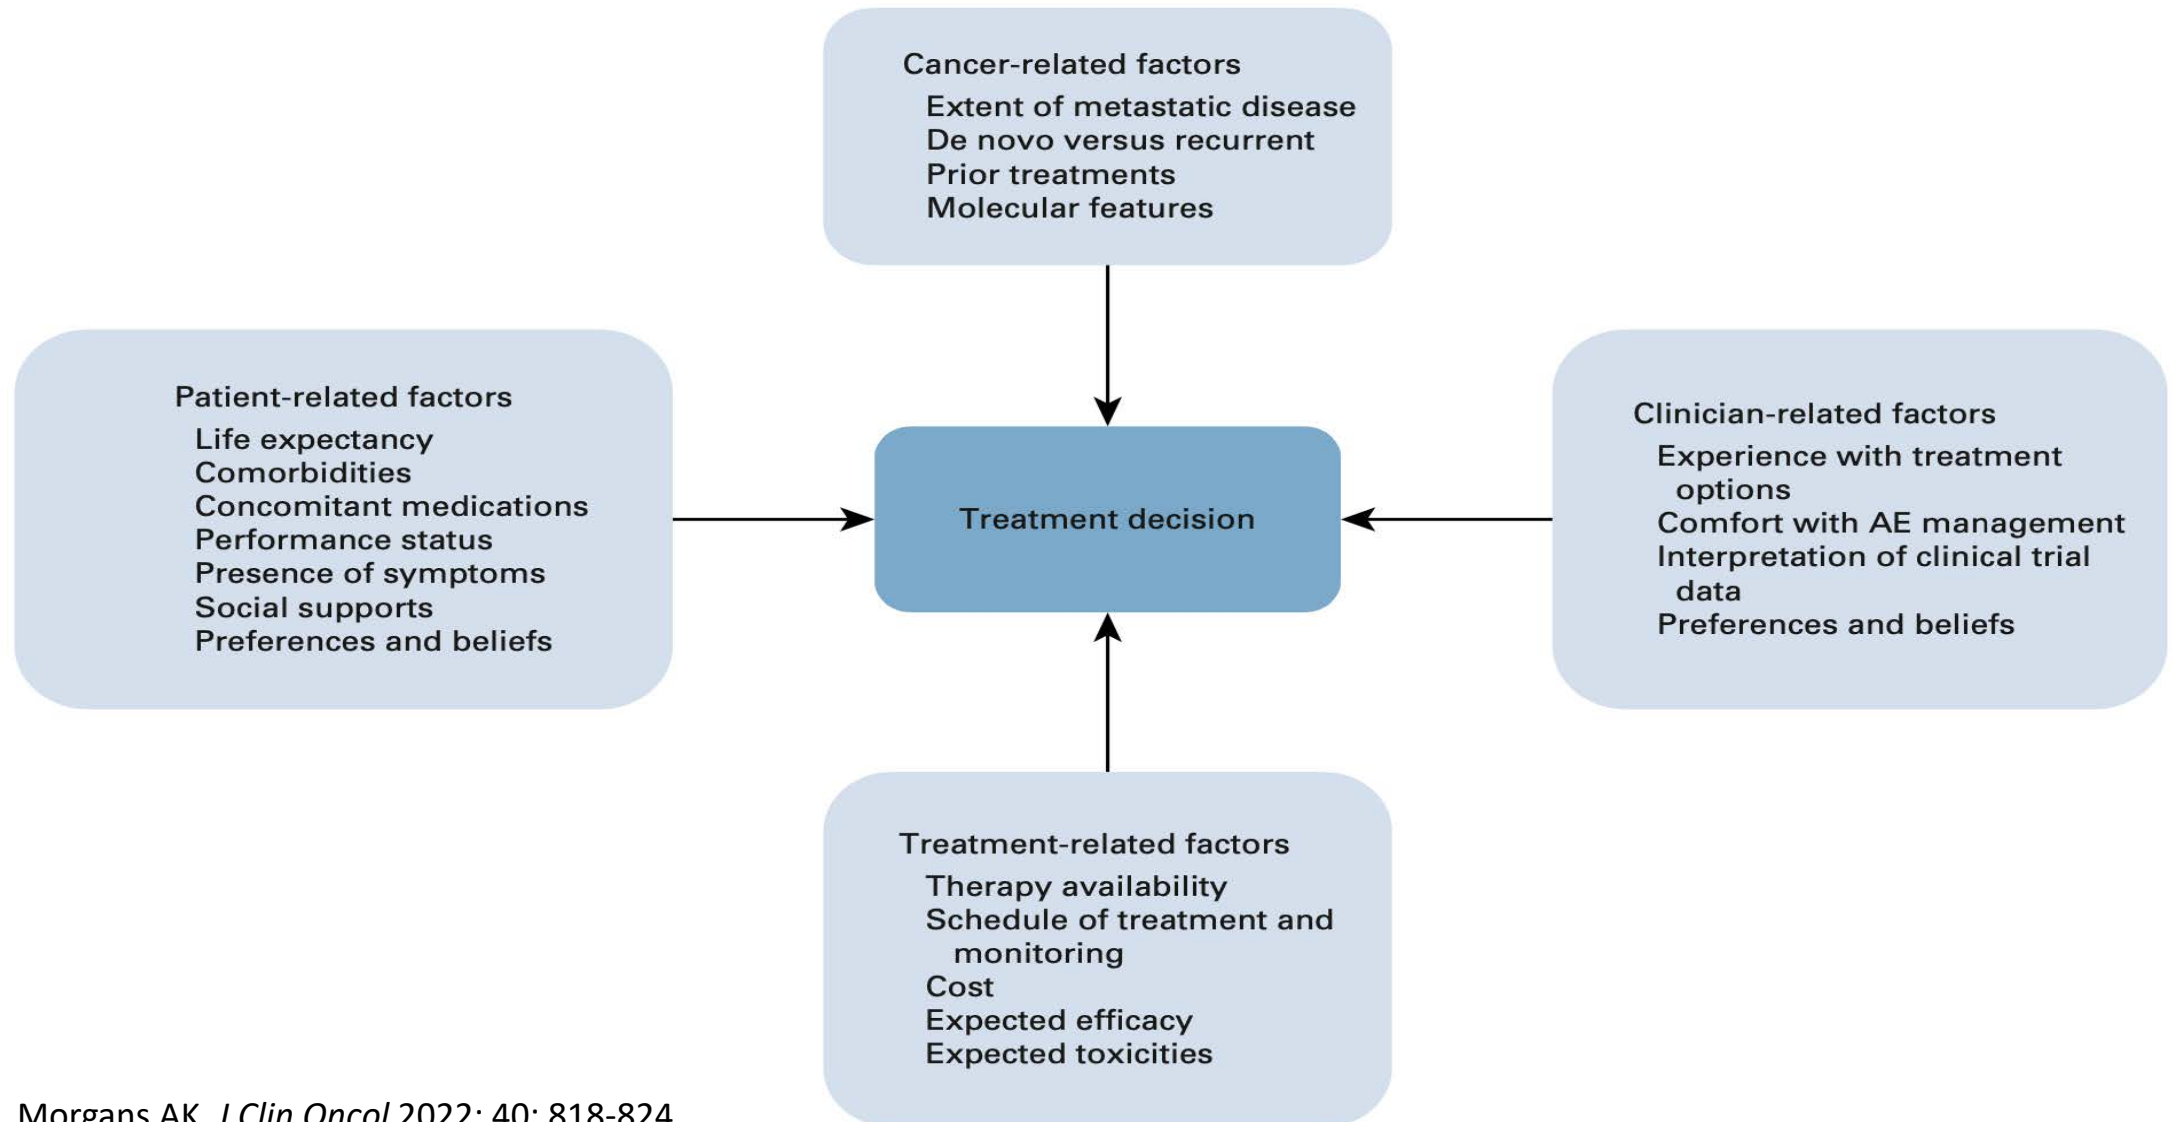 Cancer-related factors
Extent of metastatic disease
De novo versus recurrent
Prior treatments
Molecular features
Patient-related factors
Life expectancy
Comorbidities
Concomitant medications
Performance status
Presence of symptoms
Social supports
Preferences and beliefs
Treatment decision
Clinician-related factors
Experience with treatment
options
Comfort with AE management
Interpretation of clinical trial
data
Preferences and beliefs
Treatment-related factors
Therapy availability
Schedule of treatment and
monitoring
Cost
Expected efficacy
Expected toxicities
Morgans AK. J Clin Oncol 2022; 40: 818-824